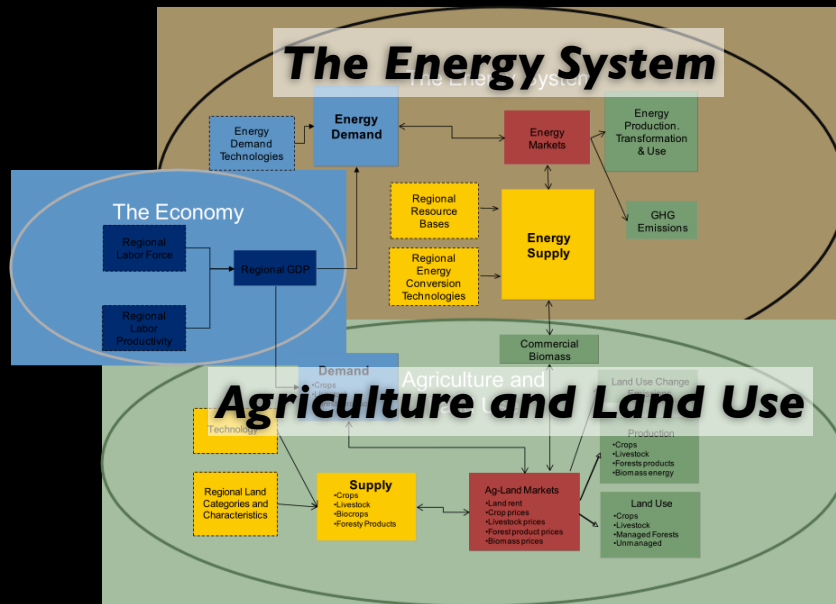 The Energy System
The Energy System
Energy
Demand
Technologies
Energy
Demand
Energy
Markets
Energy
Production.
Transformation
& Use
Regional
Resource
Bases
Energy
Supply
GHG
Emissions
Regional
Energy
Conversion
Technologies
The Economy
Regional
Labor Force
Regional GDP
Regional
Labor
Productivity
Commercial
Biomass
Agriculture and Land Use
Demand
•Crops
Agriculture and
Land Use Change
Emissions
Technology
Production
•Crops
•Livestock
•Forests products
•Biomass energy
Regional Land
Categories and
Characteristics
Supply
•Crops
•Livestock
•Biocrops
•Foresty Products
Ag-Land Markets
•Land rent
•Crop prices
•Livestock prices
•Forest product prices
•Biomass prices
Land Use
•Crops
•Livestock
•Managed Forests
•Unmanaged